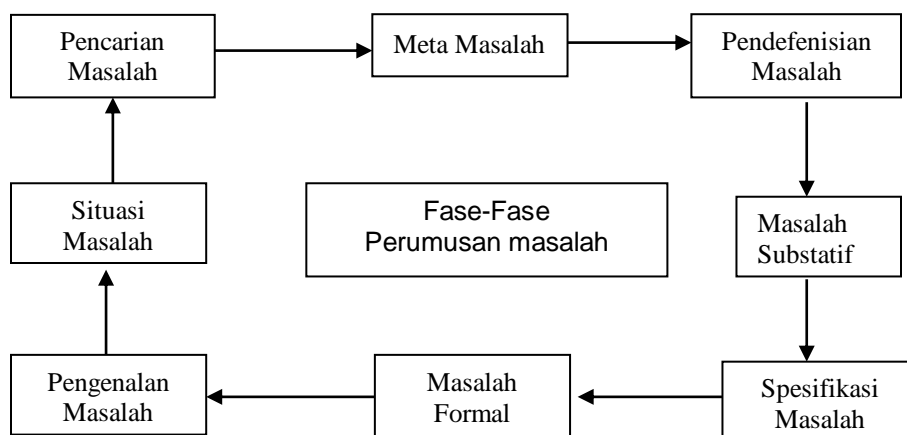 Pencarian
Masalah
Meta Masalah
Pendefenisian
Masalah
Situasi
Masalah
Fase-Fase
Perumusan masalah
Masalah
Substatif
Pengenalan
Masalah
Masalah
Formal
Spesifikasi
Masalah